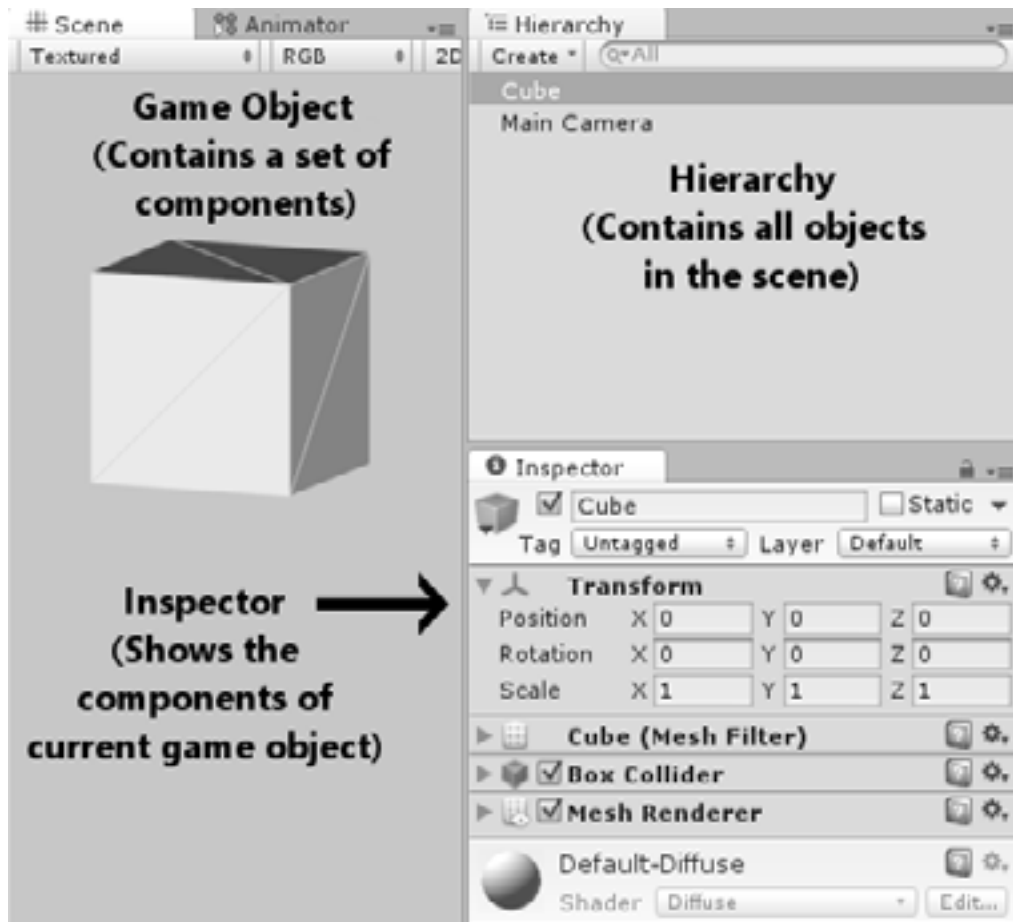 Scene
Animator
Textured
RGB
2D
Game Object
(Contains a set of
components)
Inspector
(Shows the
components of
current game object)
Hierarchy
Create
All
Cube
Main Camera
Hierarchy
(Contains all objects
in the scene)
Inspector
Cube
Static
Tag Untagged Layer Default
Transform
Position X 0 Y 0 Z 0
Rotation X 0 Y 0 Z 0
Scale X 1 Y 1 Z 1
Cube (Mesh Filter)
Box Collider
Mesh Renderer
Default-Diffuse
Shader Diffuse Edit...